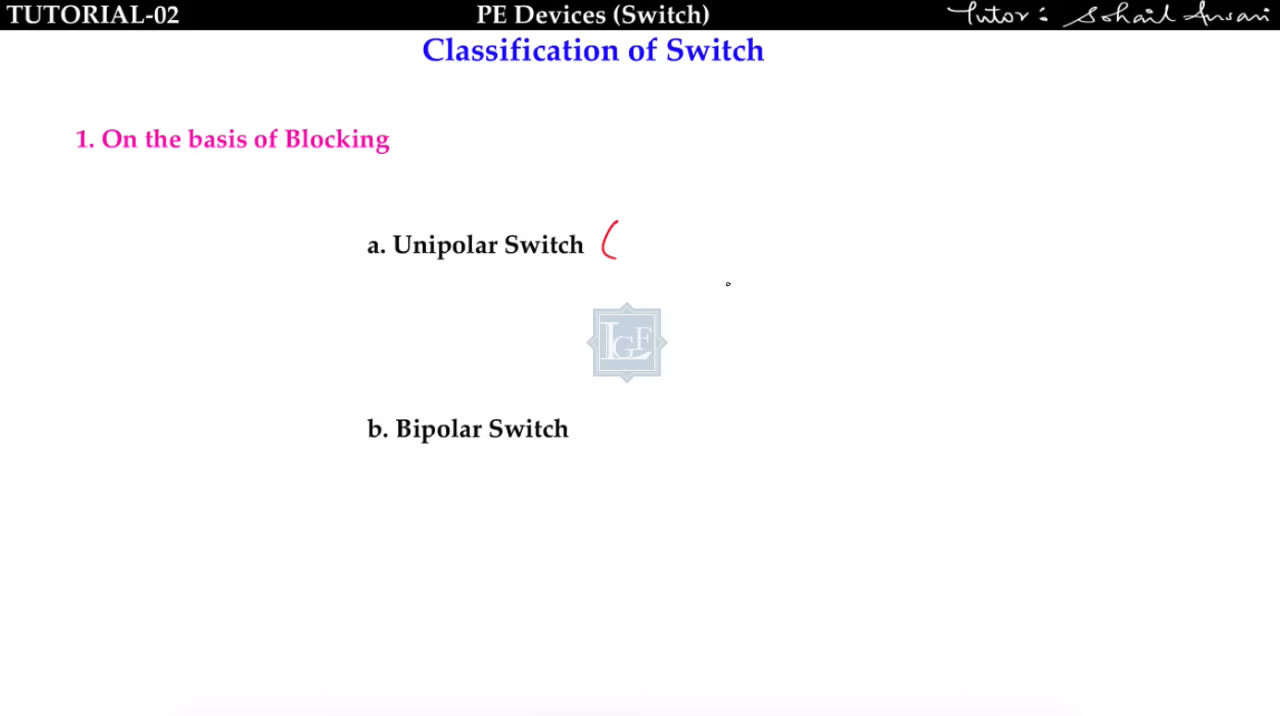 TUTORIAL-02 PE Devices (Switch) Tutor: Sohail Ansari
Classification of Switch
1. On the basis of Blocking
a. Unipolar Switch (
LGF
b. Bipolar Switch